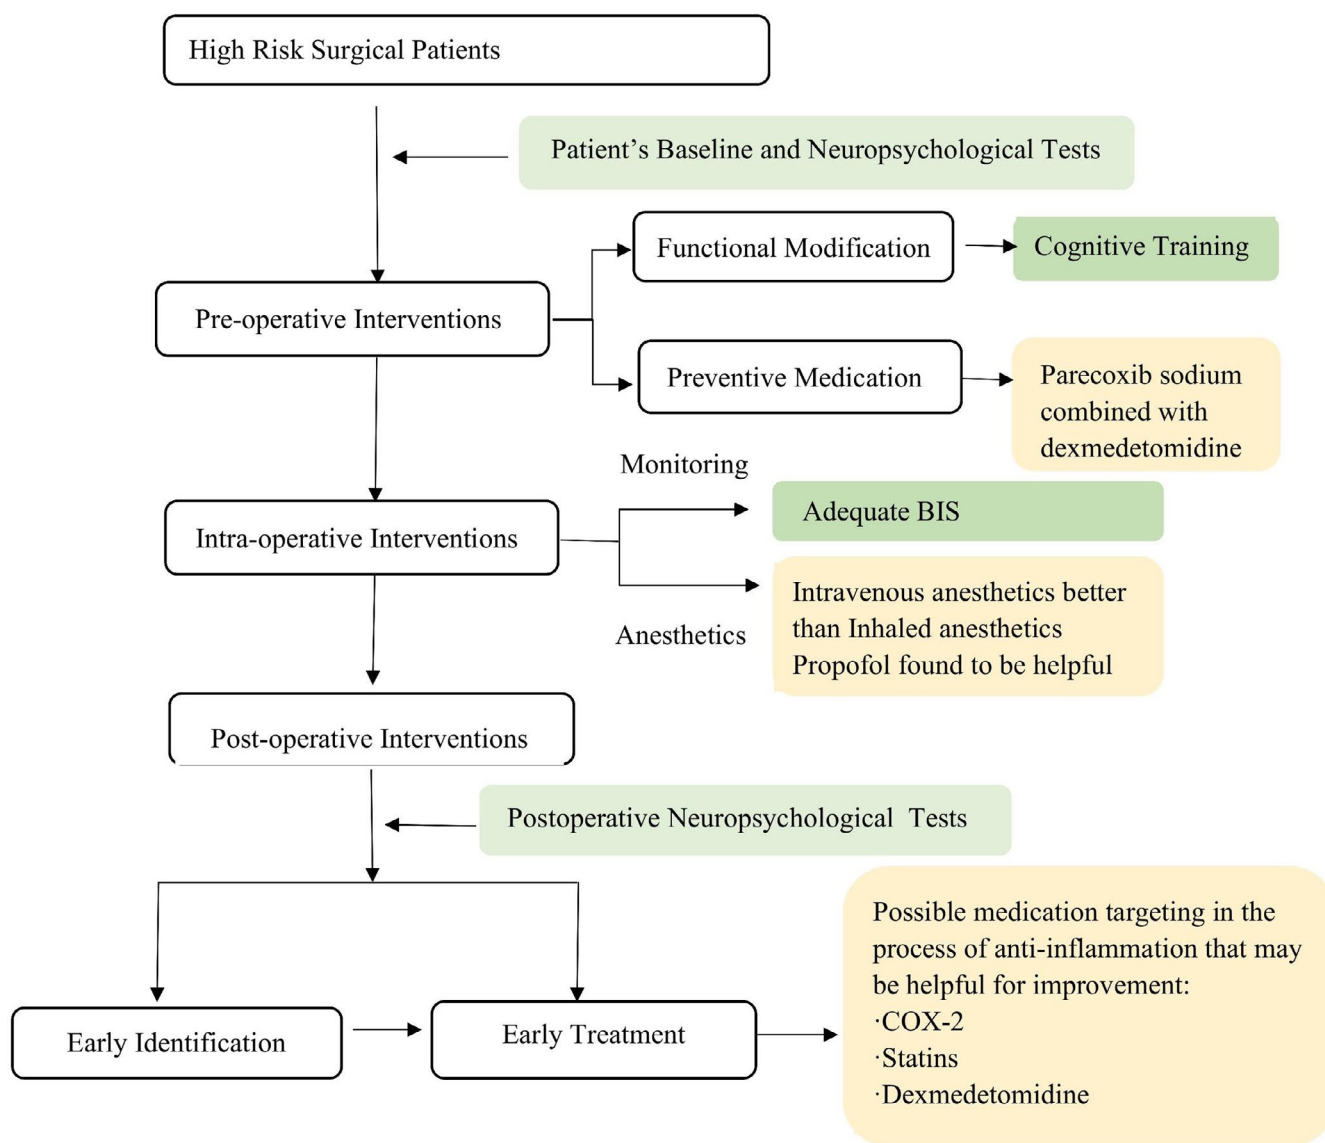 High Risk Surgical Patients
Patient’s Baseline and Neuropsychological Tests
Functional Modification
Cognitive Training
Pre-operative Interventions
Preventive Medication
Parecoxib sodium
combined with
dexmedetomidine
Monitoring
Adequate BIS
Intra-operative Interventions
Anesthetics
Intravenous anesthetics better
than Inhaled anesthetics
Propofol found to be helpful
Post-operative Interventions
Postoperative Neuropsychological Tests
Early Identification
Early Treatment
Possible medication targeting in the
process of anti-inflammation that may
be helpful for improvement:
·COX-2
·Statins
·Dexmedetomidine